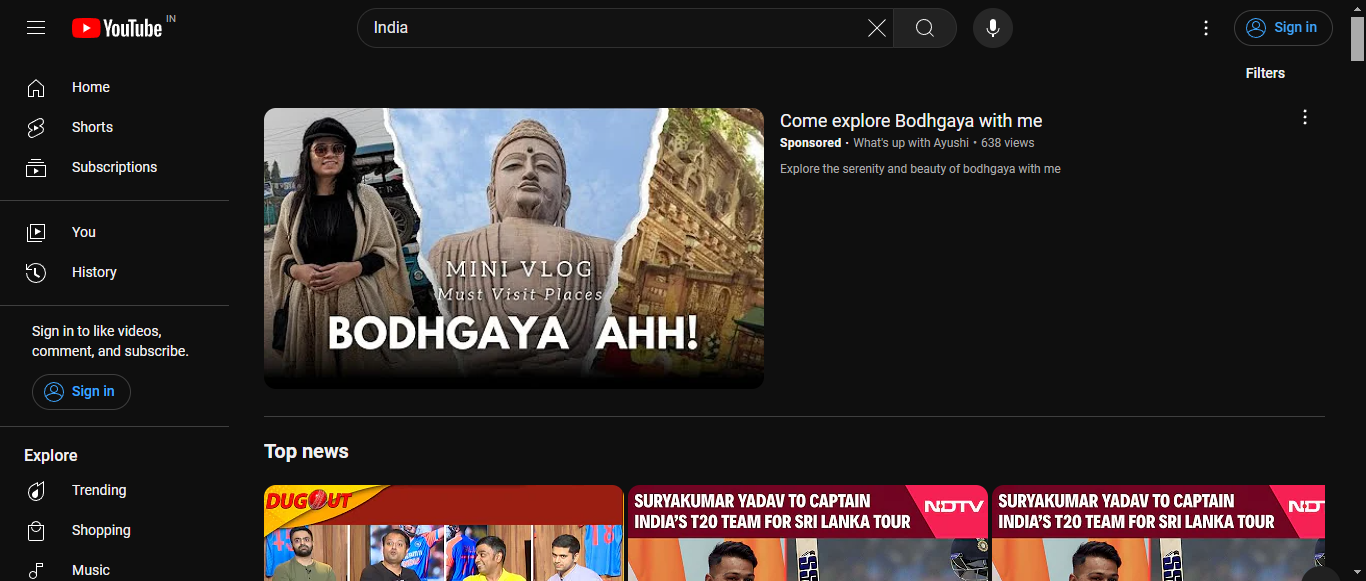 YouTube IN
India
Sign in
Filters
Home
Shorts
Subscriptions
You
History
Sign in to like videos,
comment, and subscribe.
Sign in
Explore
Trending
Shopping
Music
MINI VLOG
Must Visit Places
BODHGAYA AHH!
Come explore Bodhgaya with me
Sponsored · What's up with Ayushi · 638 views
Explore the serenity and beauty of bodhgaya with me
Top news
DUGOUT
SURYAKUMAR YADAV TO CAPTAIN
INDIA'S T20 TEAM FOR SRI LANKA TOUR
NDTV
SURYAKUMAR YADAV TO CAPTAIN
INDIA'S T20 TEAM FOR SRI LANKA TOUR
NDT